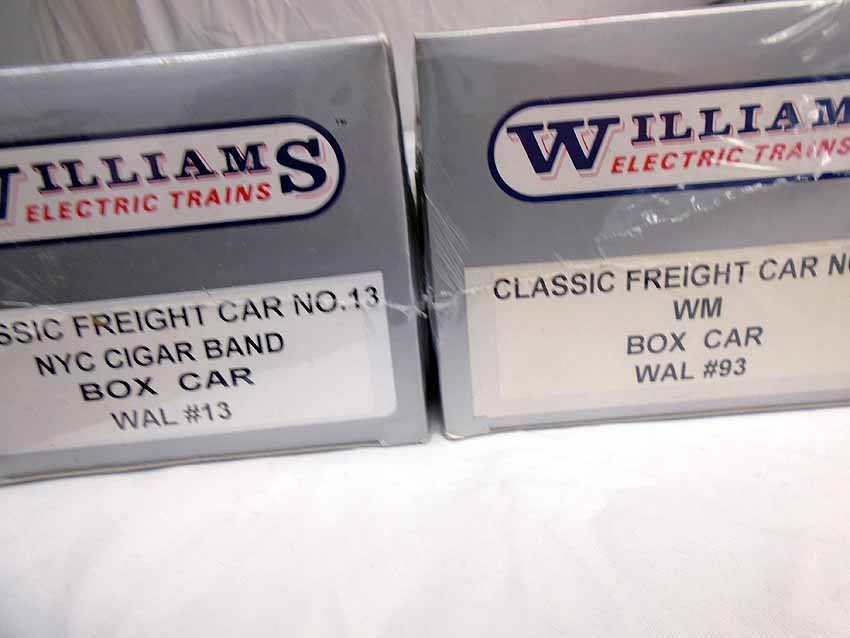 WILLIAMS
ELECTRIC TRAINS
SSIC FREIGHT CAR NO.13
NYC CIGAR BAND
BOX CAR
WAL #13
WILLIAM
ELECTRIC TRAINS
CLASSIC FREIGHT CAR NO
WM
BOX CAR
WAL #93